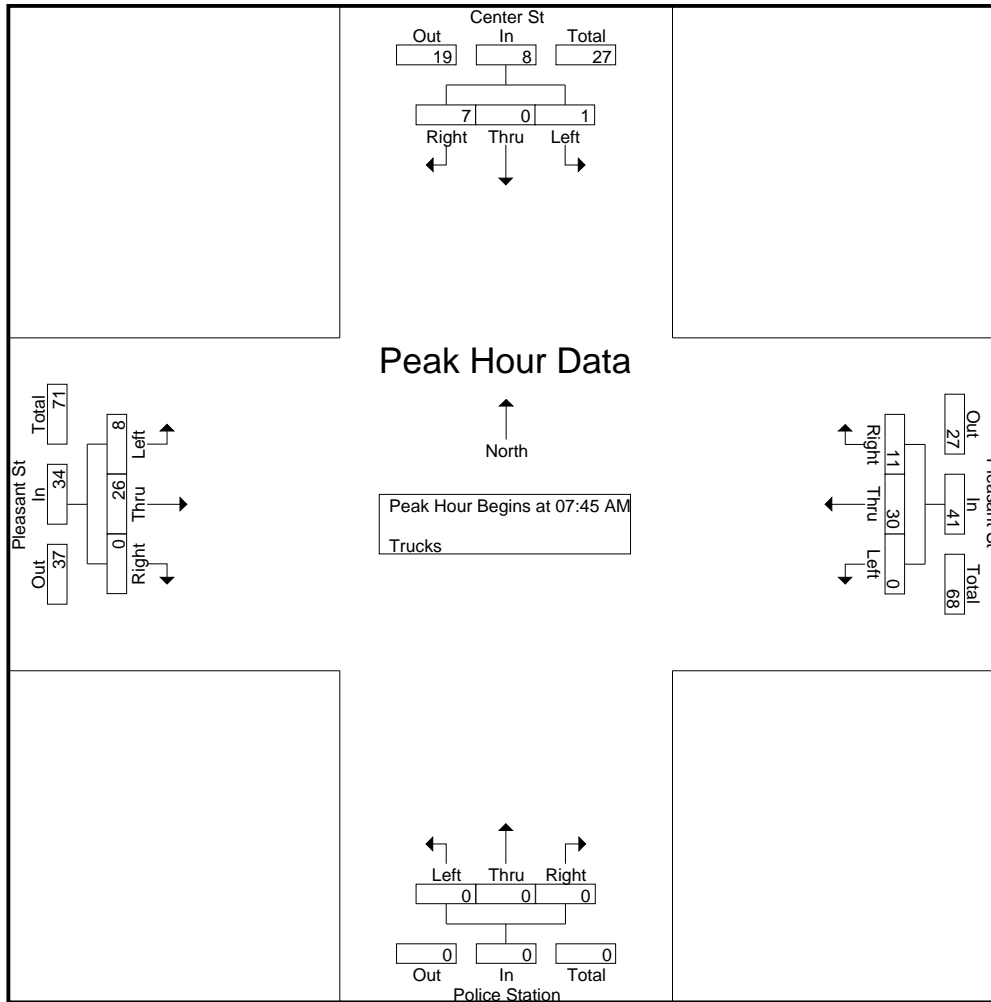 Center St
Out In Total
19 8 27
7 0 1
Right Thru Left
Peak Hour Data
North
Peak Hour Begins at 07:45 AM
Trucks
Pleasant St
Total In Out
71 34 37
8 26 0
Left Thru Right
Right Thru Left
11 30 0
Out In Total
27 41 68
Pleasant St
Left Thru Right
0 0 0
0 0 0
Out In Total
Police Station